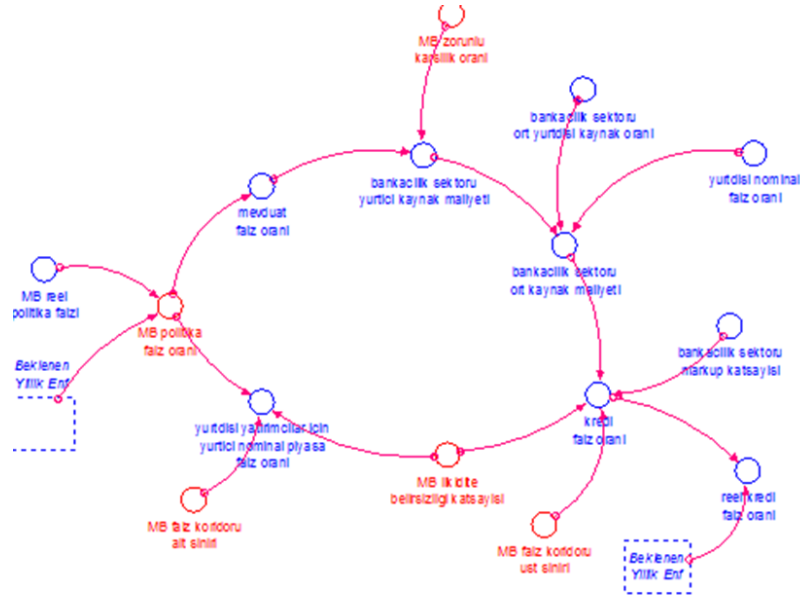 MB zorunlu
karsilik orani
bankacilik sektoru
ort yurtdisi kaynak orani
yurtdisi nominal
faiz orani
bankacilik sektoru
yurtici kaynak maliyeti
mevduat
faiz orani
bankacilik sektoru
ort kaynak maliyeti
MB reel
politika faizi
MB politika
faiz orani
bankacilik sektoru
markup katsayisi
Beklenen
Yillik Enf
yurtdisi yatirimcilar için
yurtici nominal piyasa
faiz orani
kredi
faiz orani
MB likidite
belirsizligi katsayisi
reel kredi
faiz orani
MB faiz koridoru
alt siniri
MB faiz koridoru
ust siniri
Beklenen
Yillik Enf